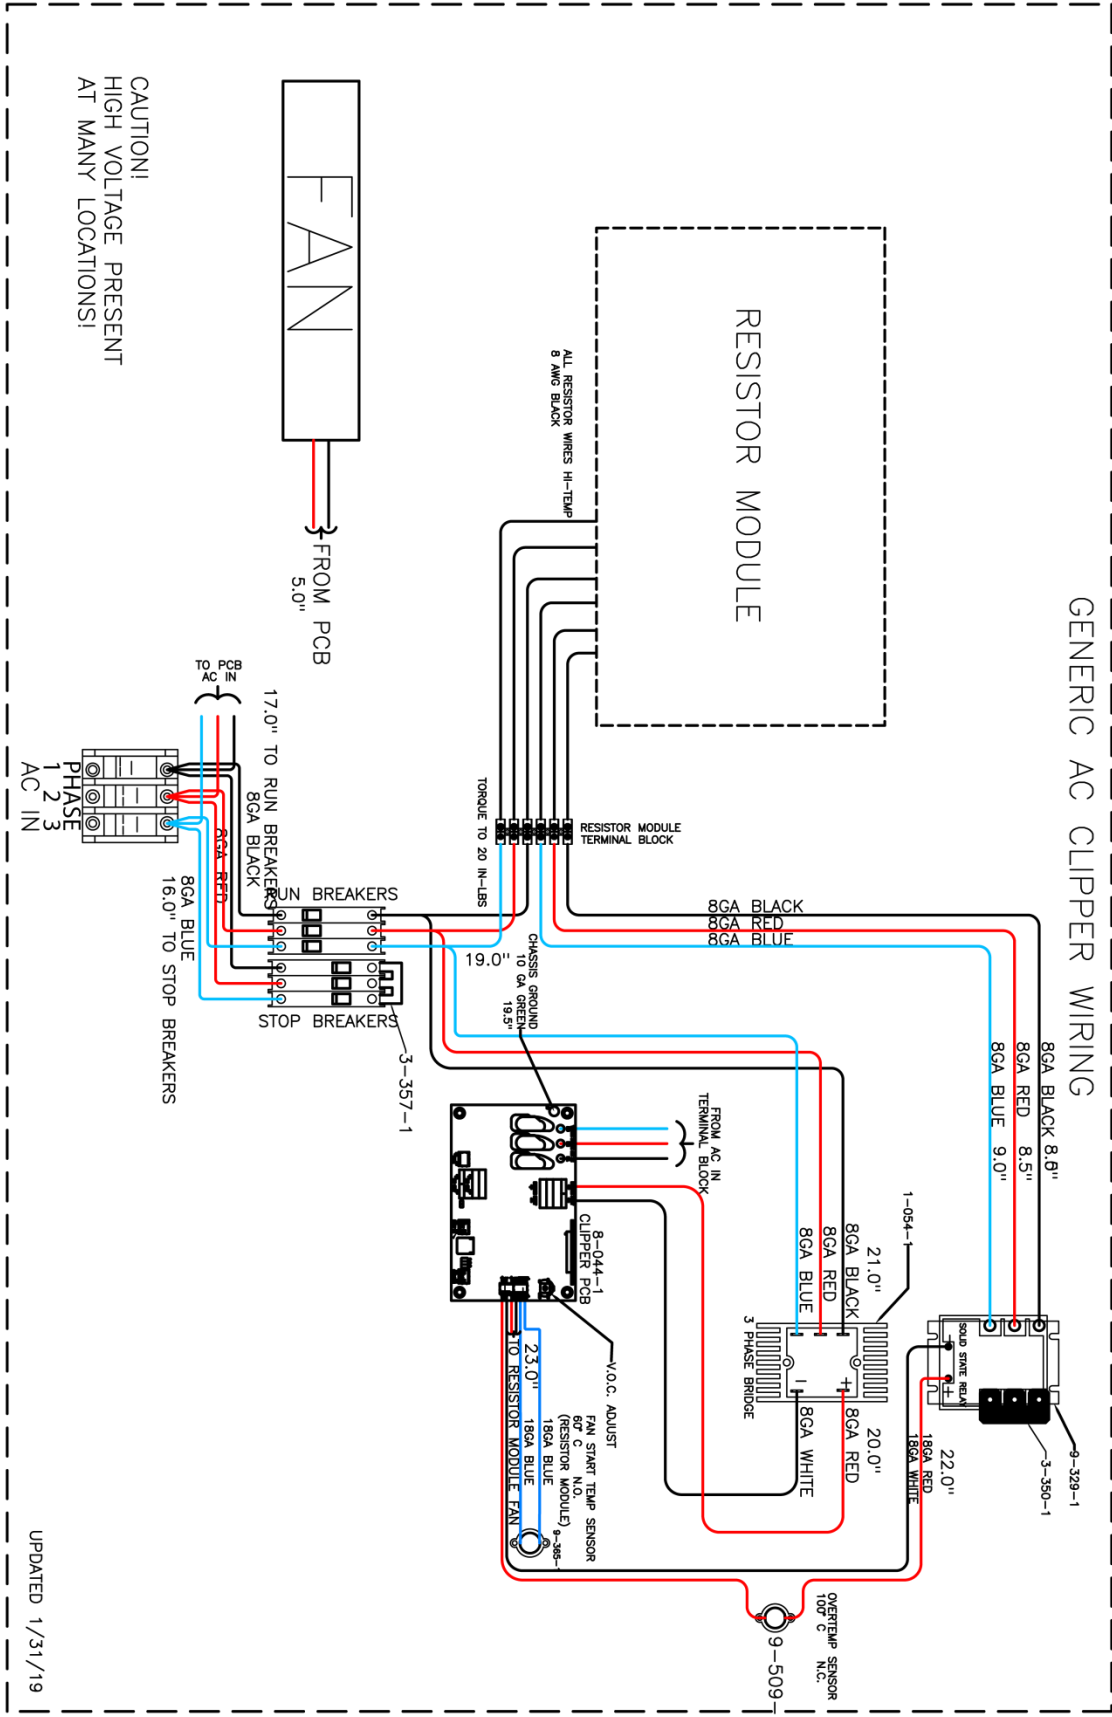 GENERIC AC CLIPPER WIRING
RESISTOR MODULE
ALL RESISTOR WIRES HI-TEMP
8 AWG BLACK
FAN
FROM PCB
5.0"
CAUTION!
HIGH VOLTAGE PRESENT
AT MANY LOCATIONS!
TO PCB
AC IN
PHASE
1 2 3
AC IN
17.0" TO RUN BREAKERS
8GA BLACK
8GA RED
8GA BLUE
16.0" TO STOP BREAKERS
RUN BREAKERS
STOP BREAKERS
3-357-1
TORQUE TO 20 IN-LBS
RESISTOR MODULE
TERMINAL BLOCK
19.0"
CHASSIS GROUND
10 GA GREEN
19.5"
8GA BLACK
8GA RED
8GA BLUE
8GA BLACK 8.6"
8GA RED 8.5"
8GA BLUE 9.0"
FROM AC IN
TERMINAL BLOCK
8-044-1
CLIPPER PCB
V.O.C. ADJUST
1-054-1
21.0"
8GA BLACK
8GA RED
8GA BLUE
3 PHASE BRIDGE
+
–
20.0"
8GA RED
8GA WHITE
SOLID STATE RELAY
–
+
9-329-1
3-350-1
22.0"
18GA RED
18GA WHITE
23.0"
TO RESISTOR MODULE FAN
FAN START TEMP SENSOR
60° C N.O.
(RESISTOR MODULE)
9-365-
18GA BLUE
18GA BLUE
OVERTEMP SENSOR
100° C N.C.
9-509-
UPDATED 1/31/19